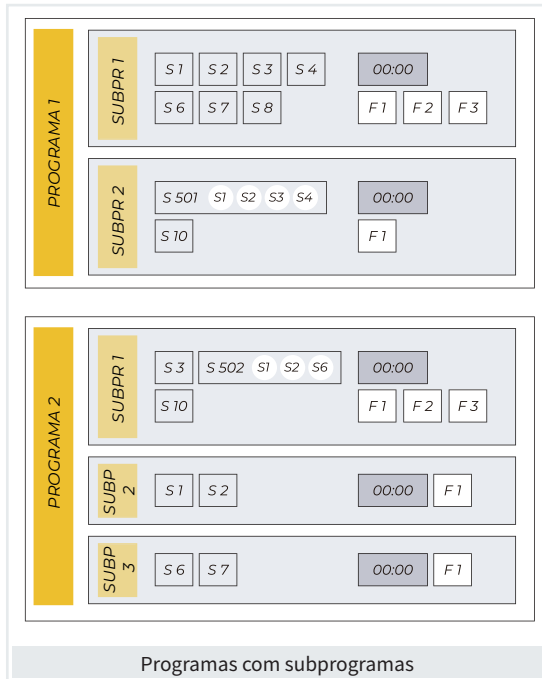 PROGRAMA 1
SUBPR 1
S 1 S 2 S 3 S 4 00:00
S 6 S 7 S 8 F 1 F 2 F 3
SUBPR 2
S 501 S1 S2 S3 S4 00:00
S 10 F 1
PROGRAMA 2
SUBPR 1
S 3 S 502 S1 S2 S6 00:00
S 10 F 1 F 2 F 3
SUBP
2
S 1 S 2 00:00 F 1
SUBP
3
S 6 S 7 00:00 F 1
Programas com subprogramas